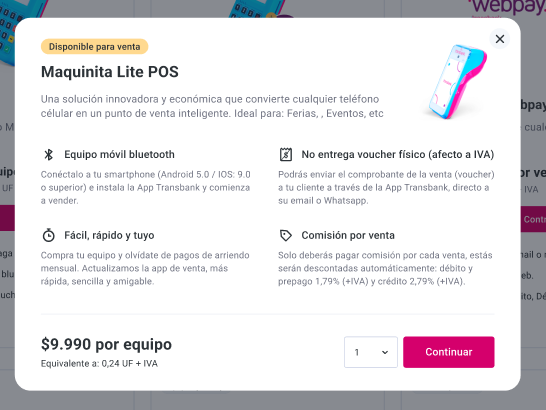 webpay.
Disponible para venta
Maquinita Lite POS
Una solución innovadora y económica que convierte cualquier teléfono
célular en un punto de venta inteligente. Ideal para: Ferias, , Eventos, etc
Equipo móvil bluetooth
Conéctalo a tu smartphone (Android 5.0 / IOS: 9.0
o superior) e instala la App Transbank y comienza
a vender.
No entrega voucher físico (afecto a IVA)
Podrás enviar el comprobante de la venta (voucher)
a tu cliente a través de la App Transbank, directo a
su email o Whatsapp.
Fácil, rápido y tuyo
Compra tu equipo y olvídate de pagos de arriendo
mensual. Actualizamos la app de venta, más
rápida, sencilla y amigable.
Comisión por venta
Solo deberás pagar comisión por cada venta, estás
serán descontadas automáticamente: débito y
prepago 1,79% (+IVA) y crédito 2,79% (+IVA).
$9.990 por equipo
Equivalente a: 0,24 UF + IVA
1
Continuar